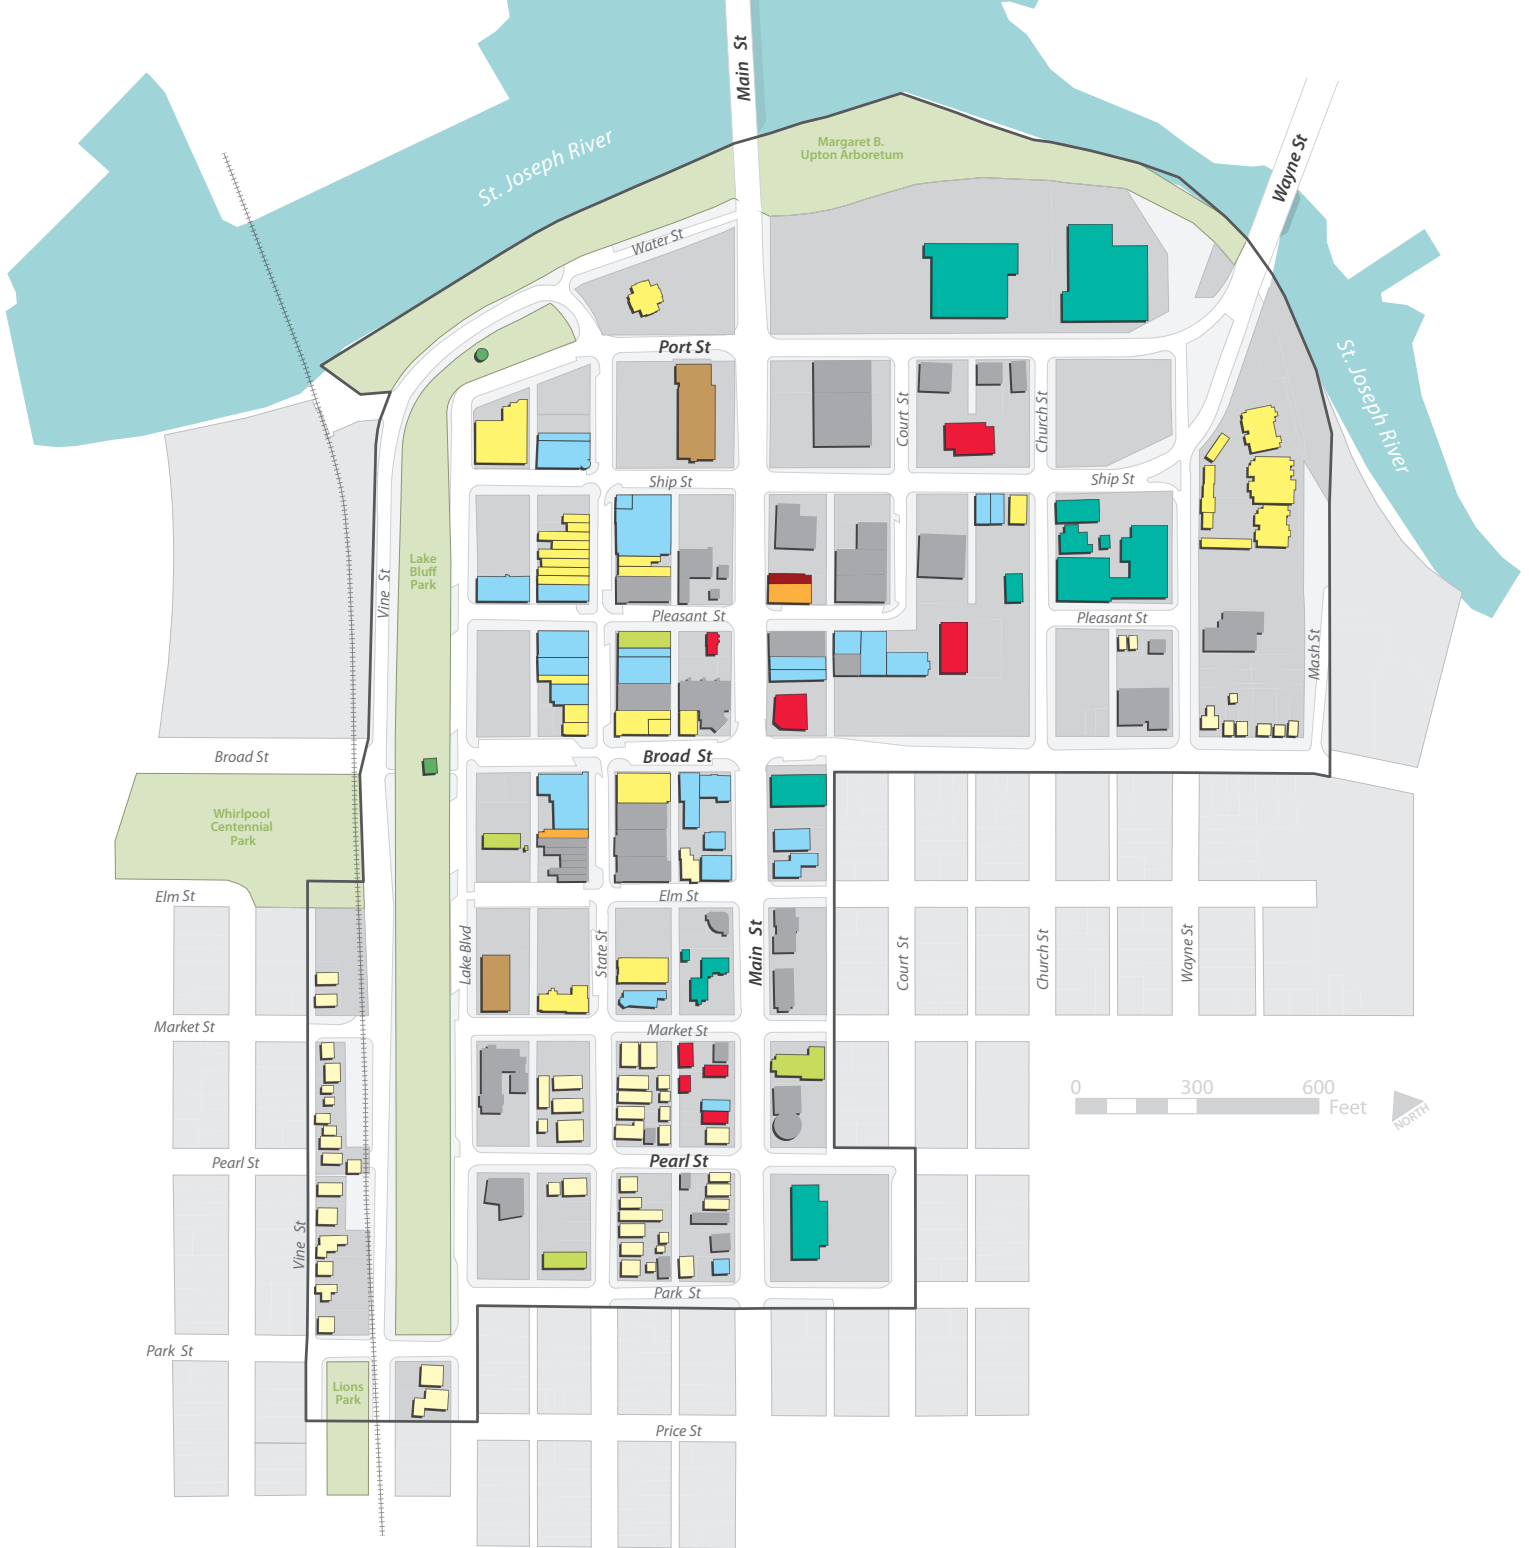 Main St
Margaret B.
Upton Arboretum
St. Joseph River
Wayne St
Water St
Port St
St. Joseph River
Court St
Church St
Ship St
Ship St
Lake
Bluff
Park
Vine St
Pleasant St
Pleasant St
Mash St
Broad St
Broad St
Whirlpool
Centennial
Park
Elm St
Elm St
Lake Blvd
State St
Main St
Court St
Church St
Wayne St
Market St
Market St
0 300 600
Feet
NORTH
Pearl St
Pearl St
Vine St
Park St
Park St
Lions
Park
Price St